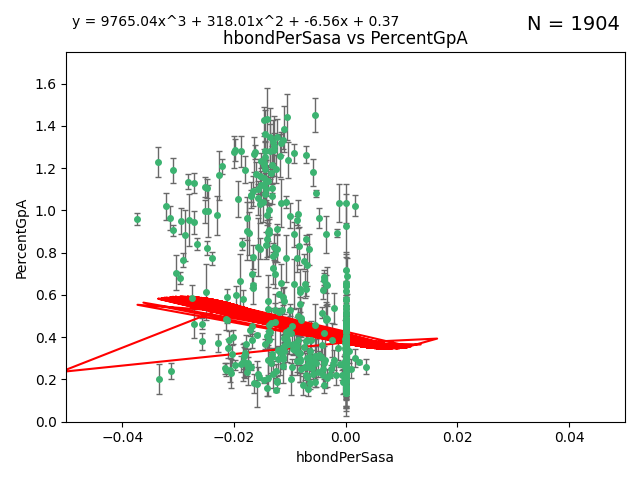 y = 9765.04x^3 + 318.01x^2 + -6.56x + 0.37
N = 1904
hbondPerSasa vs PercentGpA
1.6
1.4
1.2
1.0
0.8
0.6
0.4
0.2
0.0
PercentGpA
−0.04 −0.02 0.00 0.02 0.04
hbondPerSasa